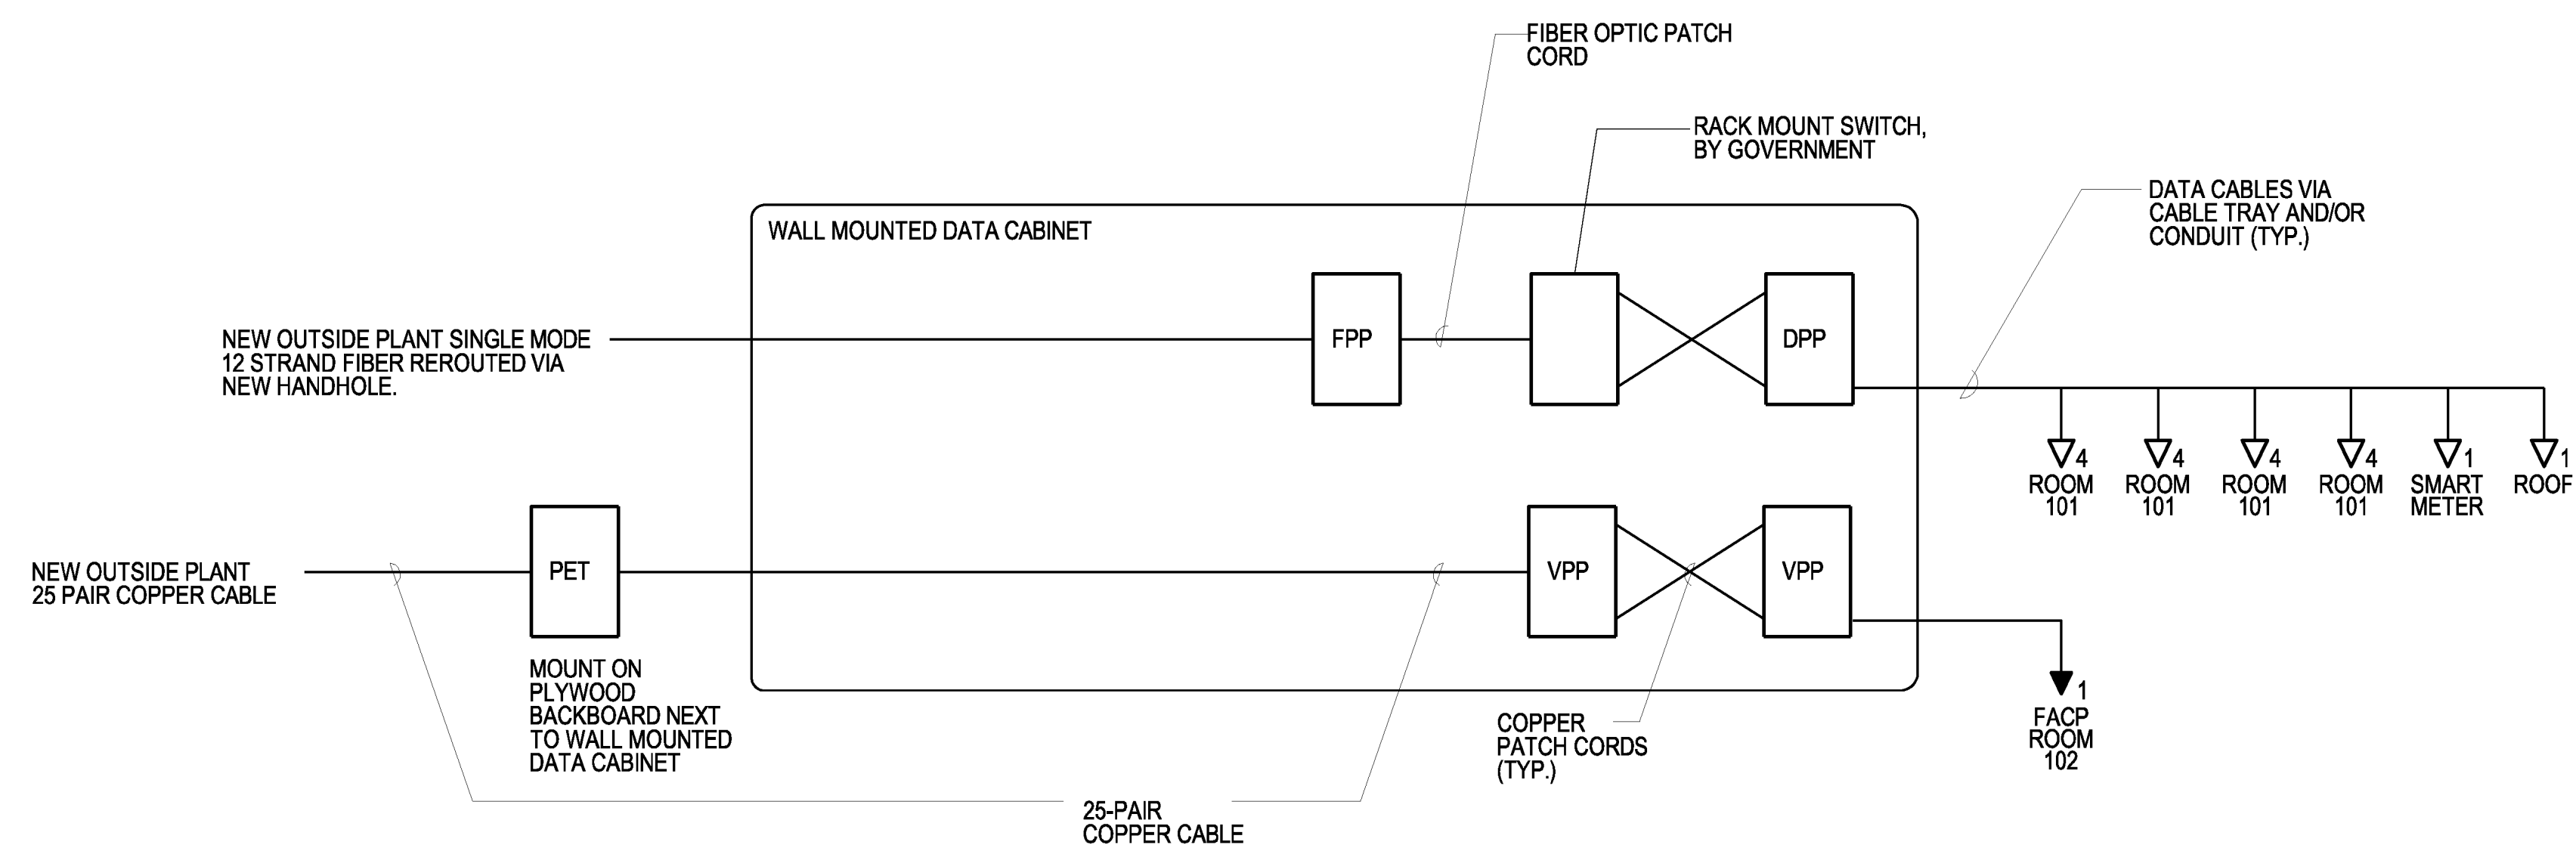 FIBER OPTIC PATCH
CORD
RACK MOUNT SWITCH,
BY GOVERNMENT
DATA CABLES VIA
CABLE TRAY AND/OR
CONDUIT (TYP.)
WALL MOUNTED DATA CABINET
NEW OUTSIDE PLANT SINGLE MODE
12 STRAND FIBER REROUTED VIA
NEW HANDHOLE.
FPP
DPP
4
ROOM
101
4
ROOM
101
4
ROOM
101
4
ROOM
101
1
SMART
METER
1
ROOF
NEW OUTSIDE PLANT
25 PAIR COPPER CABLE
PET
VPP
VPP
MOUNT ON
PLYWOOD
BACKBOARD NEXT
TO WALL MOUNTED
DATA CABINET
COPPER
PATCH CORDS
(TYP.)
1
FACP
ROOM
102
25-PAIR
COPPER CABLE